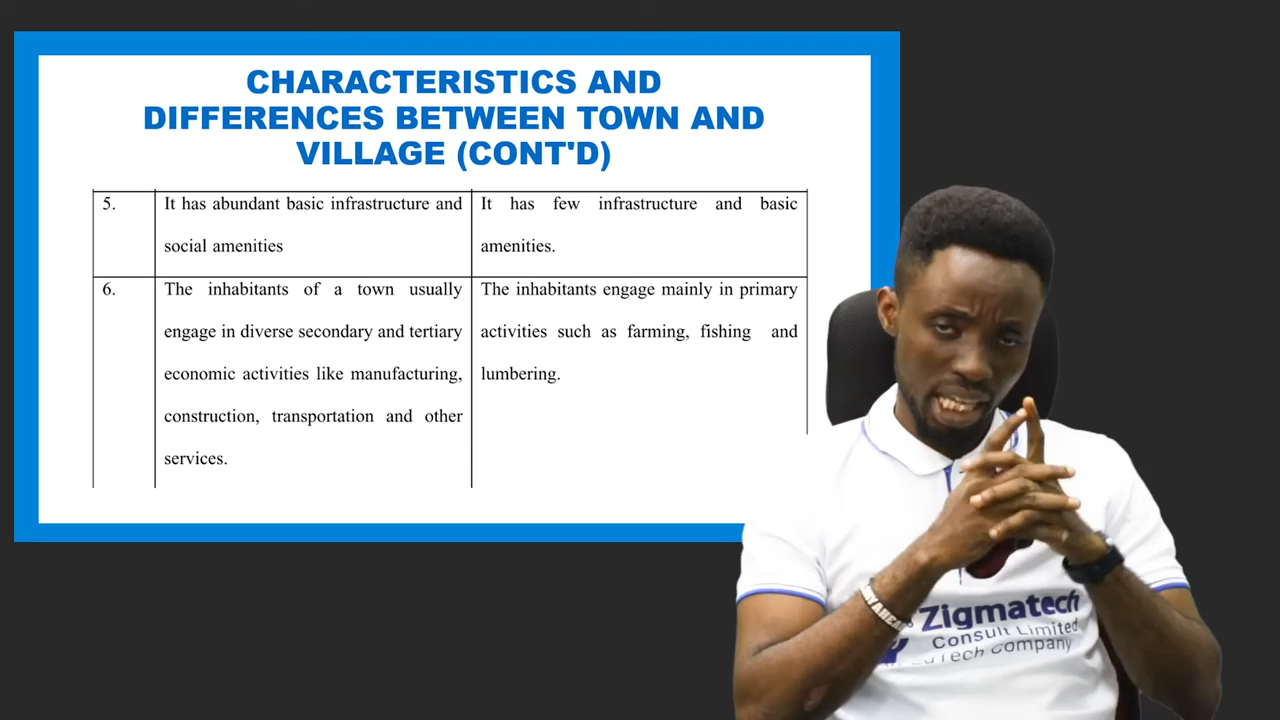 CHARACTERISTICS AND
DIFFERENCES BETWEEN TOWN AND
VILLAGE (CONT'D)
5.
It has abundant basic infrastructure and
social amenities
It has few infrastructure and basic
amenities.
6.
The inhabitants of a town usually
engage in diverse secondary and tertiary
economic activities like manufacturing,
construction, transportation and other
services.
The inhabitants engage mainly in primary
activities such as farming, fishing and
lumbering.
Zigmatech
Consult Limited
Company